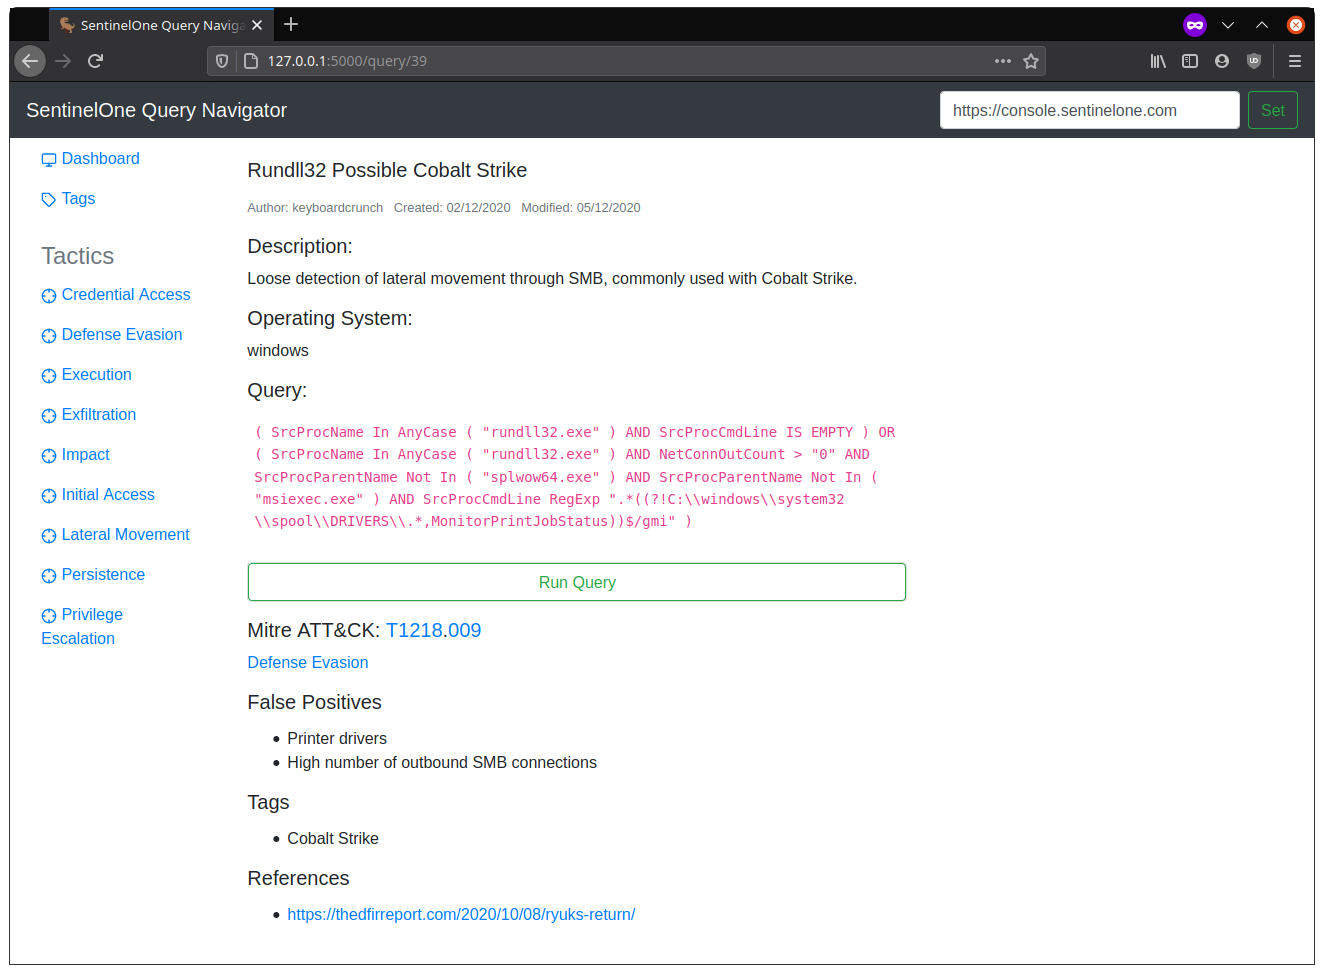 SentinelOne Query Naviga
127.0.0.1:5000/query/39
SentinelOne Query Navigator
https://console.sentinelone.com
Set
Dashboard
Tags
Tactics
Credential Access
Defense Evasion
Execution
Exfiltration
Impact
Initial Access
Lateral Movement
Persistence
Privilege
Escalation
Rundll32 Possible Cobalt Strike
Author: keyboardcrunch Created: 02/12/2020 Modified: 05/12/2020
Description:
Loose detection of lateral movement through SMB, commonly used with Cobalt Strike.
Operating System:
windows
Query:
( SrcProcName In AnyCase ( "rundll32.exe" ) AND SrcProcCmdLine IS EMPTY ) OR
( SrcProcName In AnyCase ( "rundll32.exe" ) AND NetConnOutCount > "0" AND
SrcProcParentName Not In ( "splwow64.exe" ) AND SrcProcParentName Not In (
"msiexec.exe" ) AND SrcProcCmdLine RegExp ".*((?!C:\\windows\\system32
\\spool\\DRIVERS\\.*,MonitorPrintJobStatus))$/gmi" )
Run Query
Mitre ATT&CK: T1218.009
Defense Evasion
False Positives
Printer drivers
High number of outbound SMB connections
Tags
Cobalt Strike
References
https://thedfirreport.com/2020/10/08/ryuks-return/